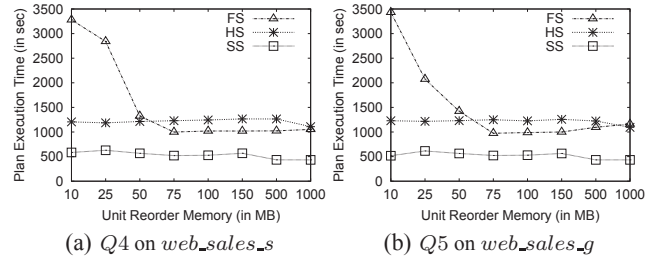 Plan Execution Time (in sec)
3500
3000
2500
2000
1500
1000
500
0
FS
HS
SS
10 25 50 75 100 150 500 1000
Unit Reorder Memory (in MB)
(a) Q4 on web_sales_s
Plan Execution Time (in sec)
3500
3000
2500
2000
1500
1000
500
0
FS
HS
SS
10 25 50 75 100 150 500 1000
Unit Reorder Memory (in MB)
(b) Q5 on web_sales_g